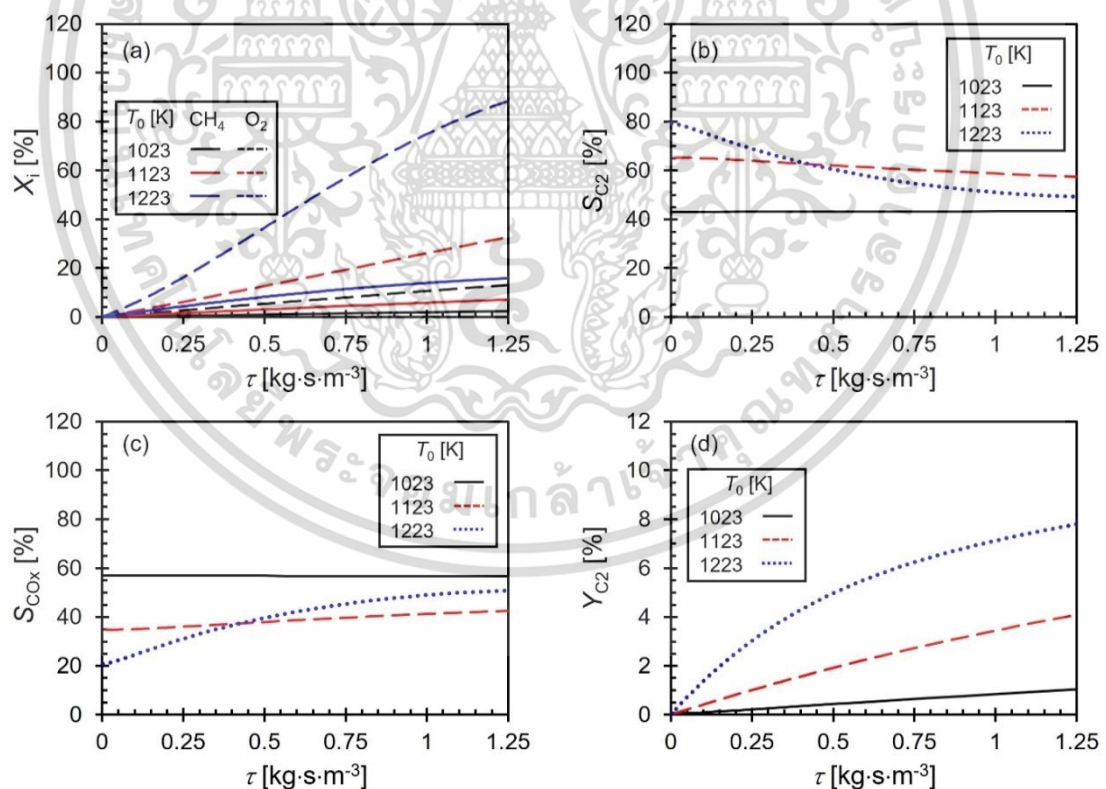 (a)
X_i [%]
120
100
80
60
40
20
0
T_0 [K] CH_4 O_2
1023
1123
1223
0 0.25 0.5 0.75 1 1.25
τ [kg·s·m⁻³]
(b)
S_C2 [%]
120
100
80
60
40
20
0
T_0 [K]
1023
1123
1223
0 0.25 0.5 0.75 1 1.25
τ [kg·s·m⁻³]
(c)
S_COx [%]
120
100
80
60
40
20
0
T_0 [K]
1023
1123
1223
0 0.25 0.5 0.75 1 1.25
τ [kg·s·m⁻³]
(d)
Y_C2 [%]
12
10
8
6
4
2
0
T_0 [K]
1023
1123
1223
0 0.25 0.5 0.75 1 1.25
τ [kg·s·m⁻³]